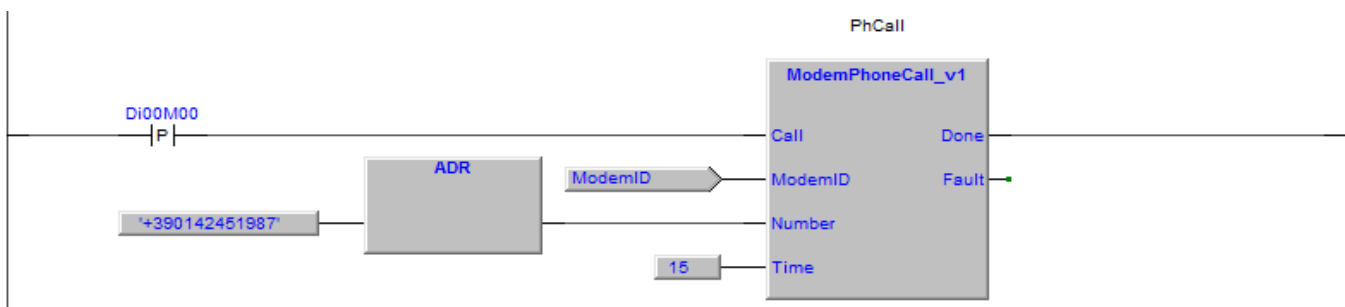 PhCall
ModemPhoneCall_v1
Di00M00
P
Call Done
ADR
ModemID
ModemID Fault
'+390142451987'
Number
15
Time